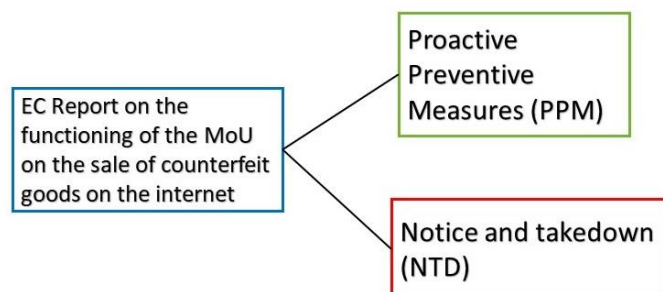 EC Report on the
functioning of the MoU
on the sale of counterfeit
goods on the internet
Proactive
Preventive
Measures (PPM)
Notice and takedown
(NTD)